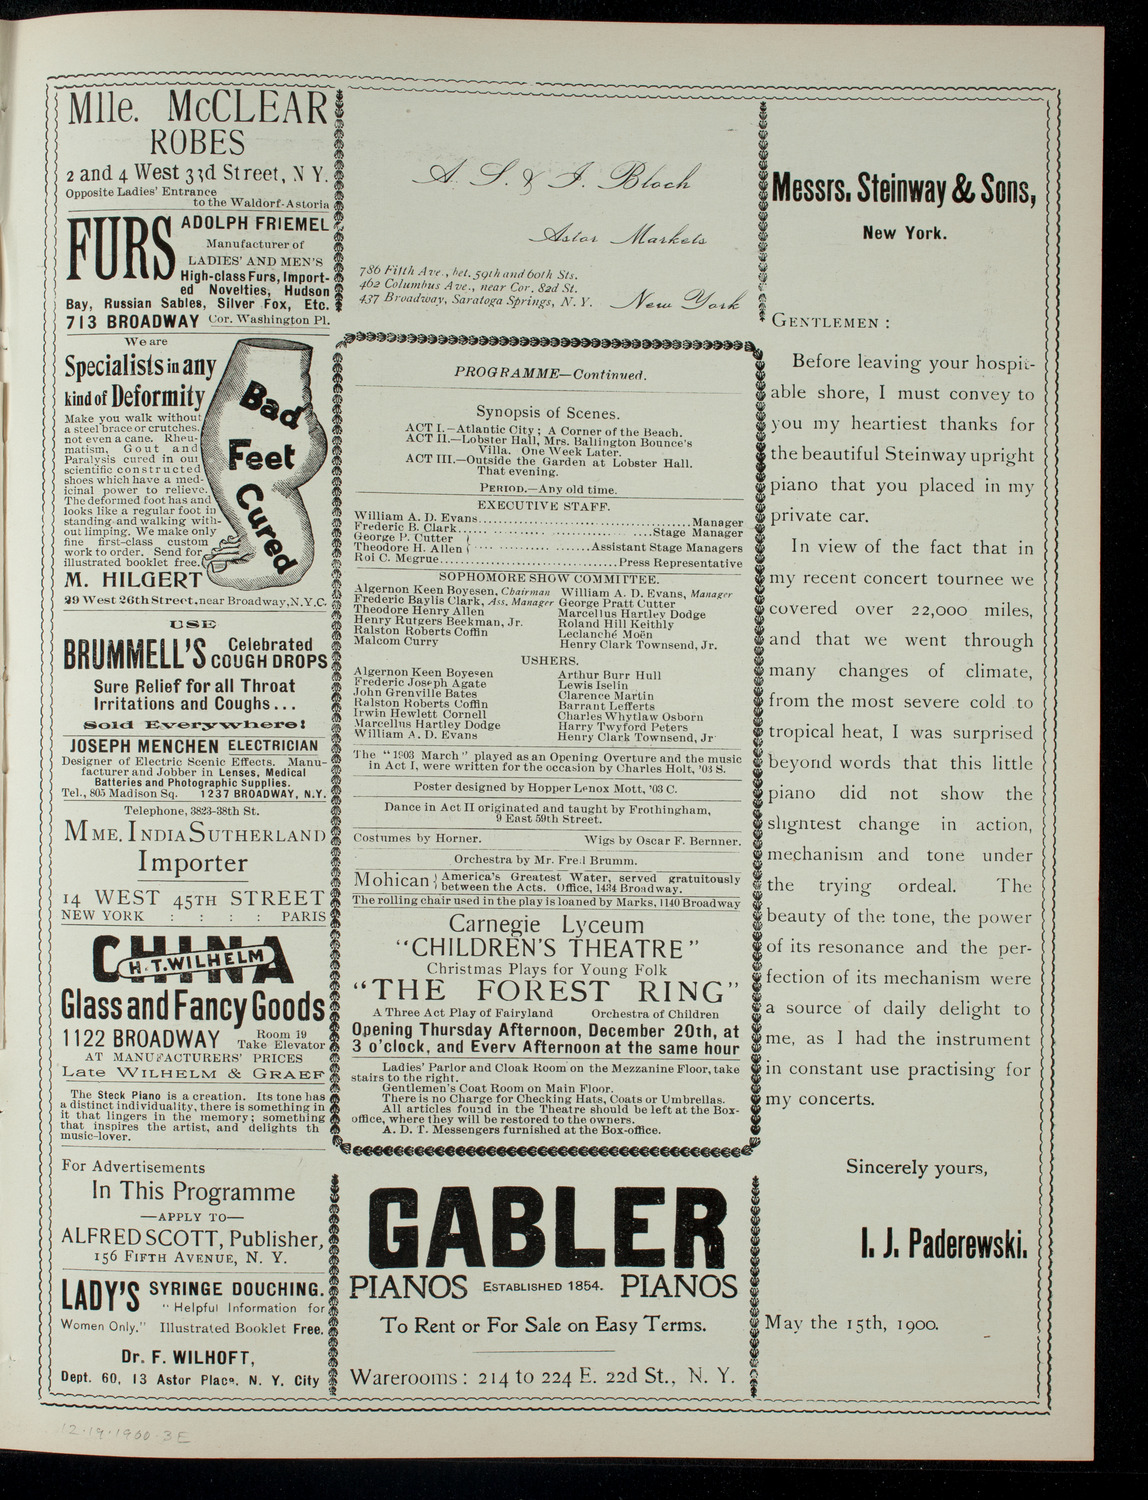 Mlle. McCLEAR
ROBES
2 and 4 West 33d Street, N Y.
Opposite Ladies' Entrance
to the Waldorf-Astoria
FURS
ADOLPH FRIEMEL
Manufacturer of
LADIES' AND MEN'S
High-class Furs, Import-
ed Novelties, Hudson
Bay, Russian Sables, Silver Fox, Etc.
713 BROADWAY Cor. Washington Pl.
We are
Specialists in any
kind of Deformity
Make you walk without
a steel brace or crutches.
not even a cane. Rheu-
matism, Gout and
Paralysis cured in our
scientific constructed
shoes which have a med-
icinal power to relieve.
The deformed foot has and
looks like a regular foot in
standing and walking with-
out limping. We make only
fine first-class custom
work to order. Send for
illustrated booklet free.
Bad
Feet
Cured
M. HILGERT
29 West 26th Street, near Broadway, N.Y.C.
USE
BRUMMELL'S Celebrated
COUGH DROPS
Sure Relief for all Throat
Irritations and Coughs...
Sold Everywhere!
JOSEPH MENCHEN ELECTRICIAN
Designer of Electric Scenic Effects. Manu-
facturer and Jobber in Lenses, Medical
Batteries and Photographic Supplies.
Tel., 805 Madison Sq. 1237 BROADWAY, N.Y.
Telephone, 3823-38th St.
MME. INDIA SUTHERLAND
Importer
14 WEST 45TH STREET
NEW YORK : : : : PARIS
CHINA
H.T. WILHELM
Glass and Fancy Goods
1122 BROADWAY Room 19
Take Elevator
AT MANUFACTURERS' PRICES
Late WILHELM & GRAEF
The Steck Piano is a creation. Its tone has
a distinct individuality, there is something in
it that lingers in the memory; something
that inspires the artist, and delights th
music-lover.
For Advertisements
In This Programme
—APPLY TO—
ALFRED SCOTT, Publisher,
156 FIFTH AVENUE, N. Y.
LADY'S SYRINGE DOUCHING.
"Helpful Information for
Women Only." Illustrated Booklet Free.
Dr. F. WILHOFT,
Dept. 60, 13 Astor Place. N. Y. City
A. S. & J. Bloch
Astor Markets
786 Fifth Ave., bet. 59th and 60th Sts.
462 Columbus Ave., near Cor. 82d St.
437 Broadway, Saratoga Springs, N. Y.
New York
PROGRAMME—Continued.
Synopsis of Scenes.
ACT I.—Atlantic City; A Corner of the Beach.
ACT II.—Lobster Hall, Mrs. Ballington Bounce's
Villa. One Week Later.
ACT III.—Outside the Garden at Lobster Hall.
That evening.
PERIOD.—Any old time.
EXECUTIVE STAFF.
William A. D. Evans........Manager
Frederic B. Clark........Stage Manager
George P. Cutter
Theodore H. Allen........Assistant Stage Managers
Roi C. Megrue........Press Representative
SOPHOMORE SHOW COMMITTEE.
Algernon Keen Boyesen, Chairman William A. D. Evans, Manager
Frederic Baylis Clark, Ass. Manager George Pratt Cutter
Theodore Henry Allen Marcellus Hartley Dodge
Henry Rutgers Beekman, Jr. Roland Hill Keithly
Ralston Roberts Coffin Leclanché Moën
Malcom Curry Henry Clark Townsend, Jr.
USHERS.
Algernon Keen Boyesen Arthur Burr Hull
Frederic Joseph Agate Lewis Iselin
John Grenville Bates Clarence Martin
Ralston Roberts Coffin Barrant Lefferts
Irwin Hewlett Cornell Charles Whytlaw Osborn
Marcellus Hartley Dodge Harry Twyford Peters
William A. D. Evans Henry Clark Townsend, Jr
The "1903 March" played as an Opening Overture and the music
in Act I, were written for the occasion by Charles Holt, '03 S.
Poster designed by Hopper Lenox Mott, '03 C.
Dance in Act II originated and taught by Frothingham,
9 East 59th Street.
Costumes by Horner. Wigs by Oscar F. Bernner.
Orchestra by Mr. Fred Brumm.
Mohican America's Greatest Water, served gratuitously
between the Acts. Office, 1434 Broadway.
The rolling chair used in the play is loaned by Marks, 1140 Broadway
Carnegie Lyceum
"CHILDREN'S THEATRE"
Christmas Plays for Young Folk
"THE FOREST RING"
A Three Act Play of Fairyland Orchestra of Children
Opening Thursday Afternoon, December 20th, at
3 o'clock, and Every Afternoon at the same hour
Ladies' Parlor and Cloak Room on the Mezzanine Floor, take
stairs to the right.
Gentlemen's Coat Room on Main Floor.
There is no Charge for Checking Hats, Coats or Umbrellas.
All articles found in the Theatre should be left at the Box-
office, where they will be restored to the owners.
A. D. T. Messengers furnished at the Box-office.
GABLER
PIANOS ESTABLISHED 1854. PIANOS
To Rent or For Sale on Easy Terms.
Warerooms: 214 to 224 E. 22d St., N. Y.
Messrs. Steinway & Sons,
New York.
GENTLEMEN:
Before leaving your hospit-
able shore, I must convey to
you my heartiest thanks for
the beautiful Steinway upright
piano that you placed in my
private car.
In view of the fact that in
my recent concert tournee we
covered over 22,000 miles,
and that we went through
many changes of climate,
from the most severe cold to
tropical heat, I was surprised
beyond words that this little
piano did not show the
slightest change in action,
mechanism and tone under
the trying ordeal. The
beauty of the tone, the power
of its resonance and the per-
fection of its mechanism were
a source of daily delight to
me, as I had the instrument
in constant use practising for
my concerts.
Sincerely yours,
I. J. Paderewski.
May the 15th, 1900.
12.19.1900.3E